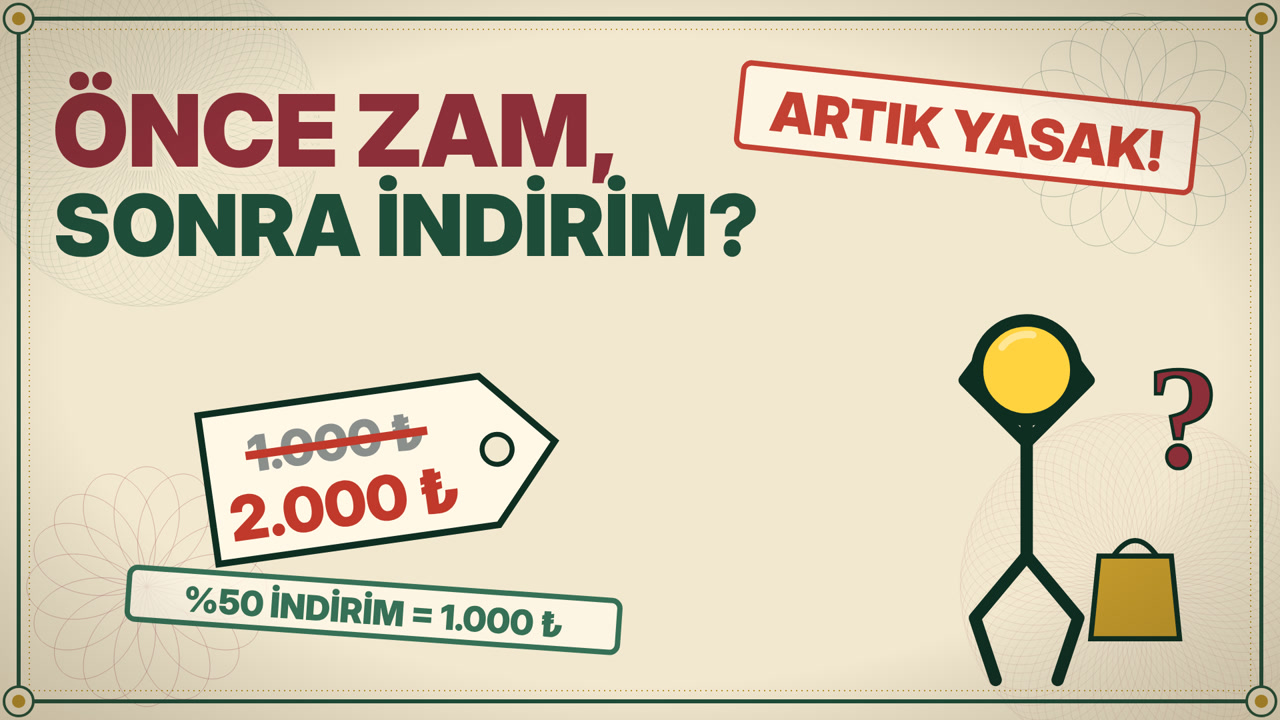 ÖNCE ZAM,
SONRA İNDİRİM?
ARTIK YASAK!
1.000 ₺
2.000 ₺
%50 İNDİRİM = 1.000 ₺
?